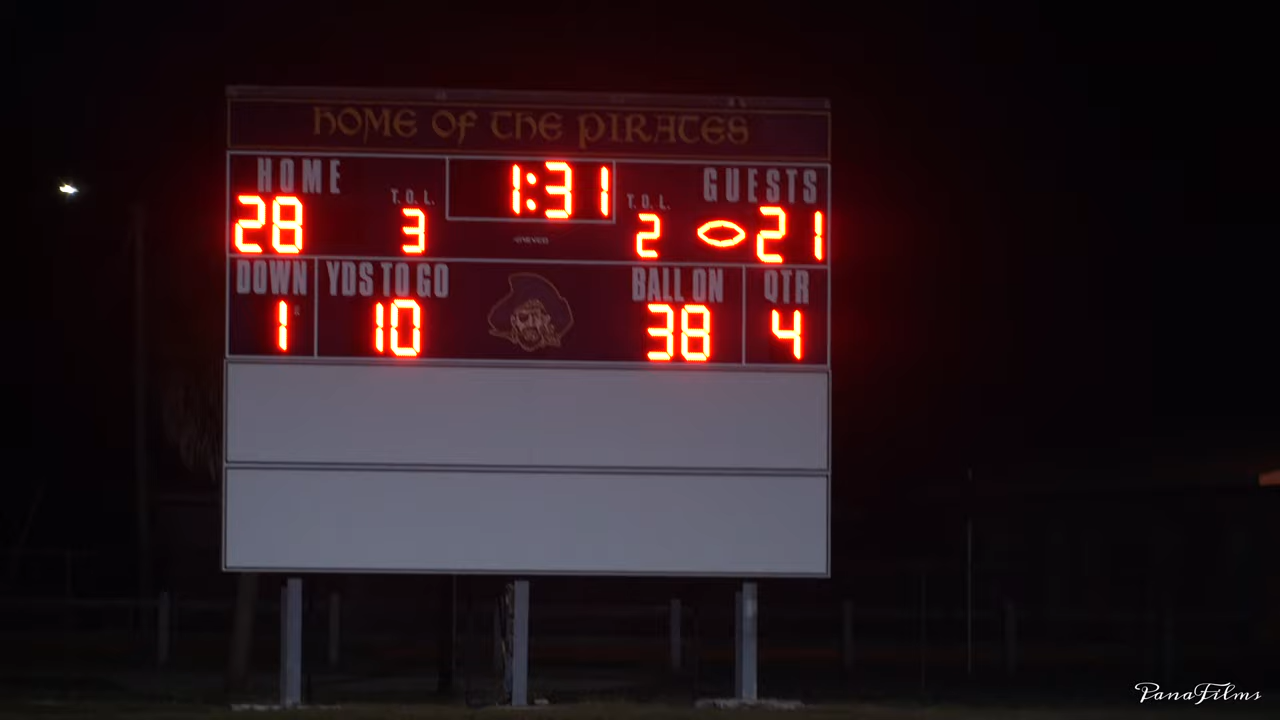 HOME OF THE PIRATES
HOME 1:31 GUESTS
T.O.L. T.O.L.
28 3 2 21
DOWN YDS TO GO BALL ON QTR
1 10 38 4
PanaFilms